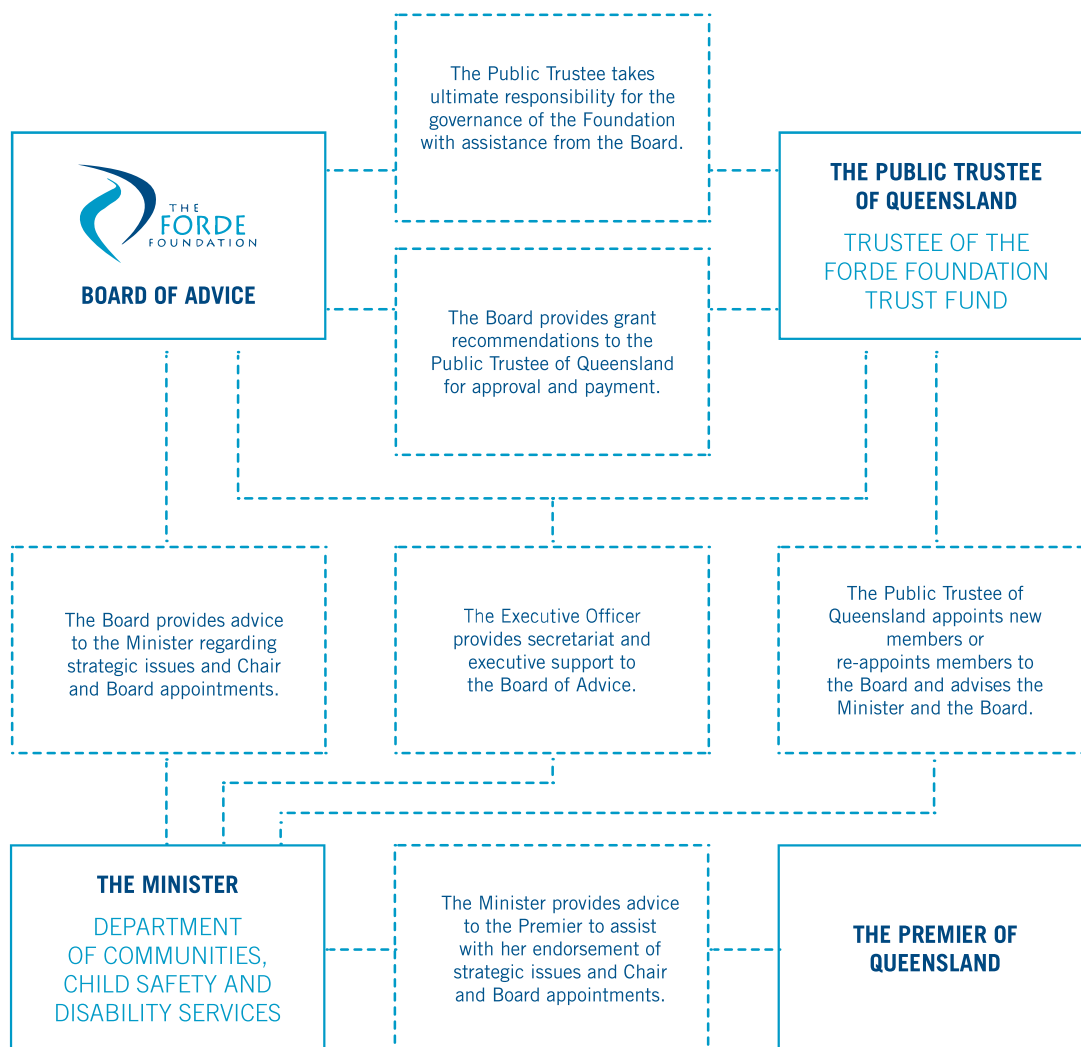 The Public Trustee takes
ultimate responsibility for the
governance of the Foundation
with assistance from the Board.
THE
FORDE
FOUNDATION
BOARD OF ADVICE
THE PUBLIC TRUSTEE
OF QUEENSLAND
TRUSTEE OF THE
FORDE FOUNDATION
TRUST FUND
The Board provides grant
recommendations to the
Public Trustee of Queensland
for approval and payment.
The Board provides advice
to the Minister regarding
strategic issues and Chair
and Board appointments.
The Executive Officer
provides secretariat and
executive support to
the Board of Advice.
The Public Trustee of
Queensland appoints new
members or
re-appoints members to
the Board and advises the
Minister and the Board.
THE MINISTER
DEPARTMENT
OF COMMUNITIES,
CHILD SAFETY AND
DISABILITY SERVICES
The Minister provides advice
to the Premier to assist
with her endorsement of
strategic issues and Chair
and Board appointments.
THE PREMIER OF
QUEENSLAND